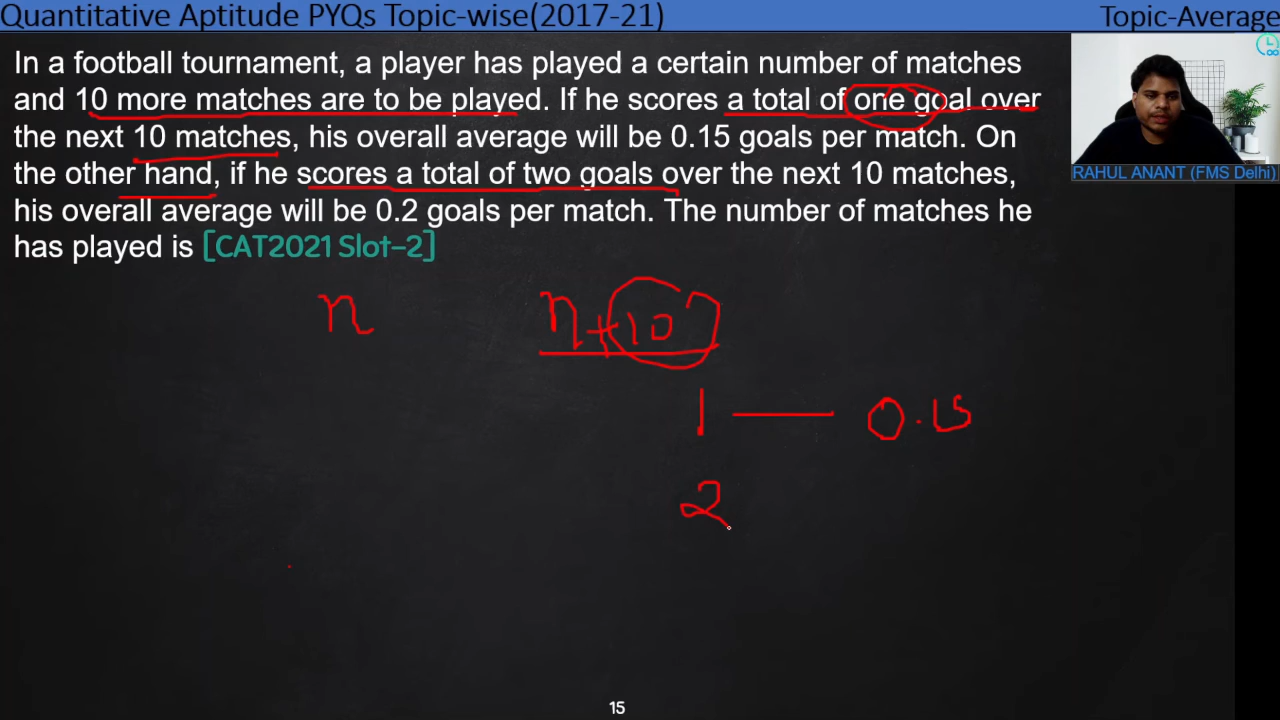 Quantitative Aptitude PYQs Topic-wise(2017-21) Topic-Average
In a football tournament, a player has played a certain number of matches
and 10 more matches are to be played. If he scores a total of one goal over
the next 10 matches, his overall average will be 0.15 goals per match. On
the other hand, if he scores a total of two goals over the next 10 matches,
his overall average will be 0.2 goals per match. The number of matches he
has played is [CAT2021 Slot-2]
RAHUL ANANT (FMS Delhi)
n n+10
1 — 0.15
2
15